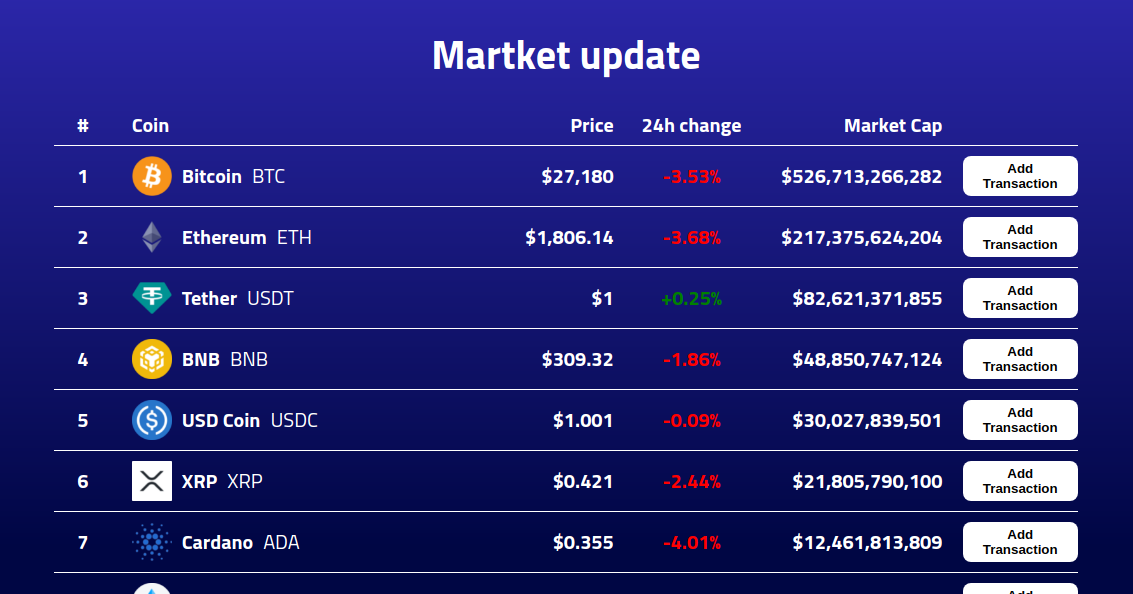 Martket update
# Coin Price 24h change Market Cap
1 Bitcoin BTC $27,180 -3.53% $526,713,266,282 Add Transaction
2 Ethereum ETH $1,806.14 -3.68% $217,375,624,204 Add Transaction
3 Tether USDT $1 +0.25% $82,621,371,855 Add Transaction
4 BNB BNB $309.32 -1.86% $48,850,747,124 Add Transaction
5 USD Coin USDC $1.001 -0.09% $30,027,839,501 Add Transaction
6 XRP XRP $0.421 -2.44% $21,805,790,100 Add Transaction
7 Cardano ADA $0.355 -4.01% $12,461,813,809 Add Transaction
Add